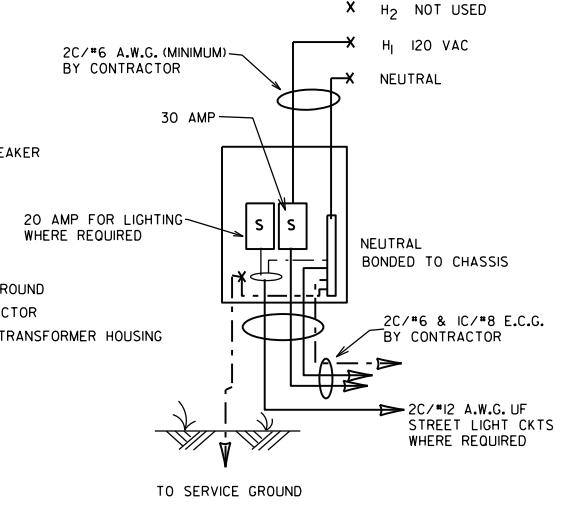 H2 NOT USED
2C/#6 A.W.G. (MINIMUM)
BY CONTRACTOR
H1 120 VAC
NEUTRAL
30 AMP
EAKER
S S
20 AMP FOR LIGHTING
WHERE REQUIRED
NEUTRAL
BONDED TO CHASSIS
ROUND
CTOR
TRANSFORMER HOUSING
2C/#6 & 1C/#8 E.C.G.
BY CONTRACTOR
2C/#12 A.W.G. UF
STREET LIGHT CKTS
WHERE REQUIRED
TO SERVICE GROUND